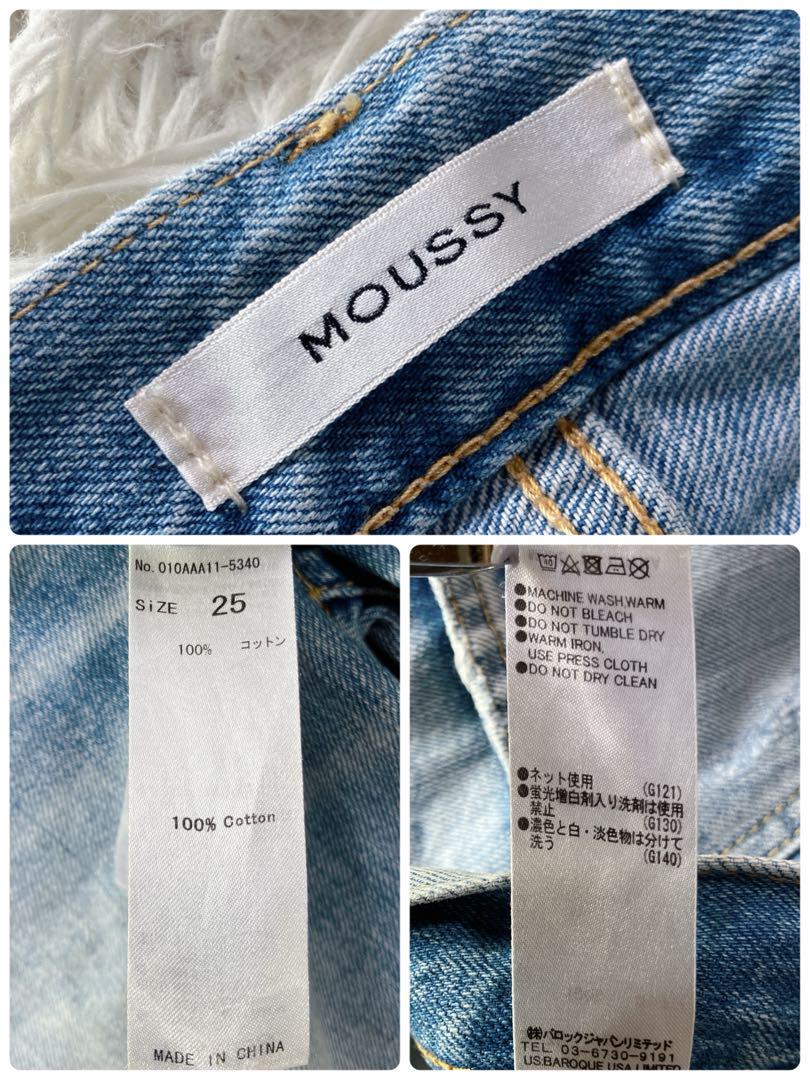 MOUSSY
No. 010AAA11-5340
SIZE 25
100% コットン
100% Cotton
MADE IN CHINA
40
●MACHINE WASH,WARM
●DO NOT BLEACH
●DO NOT TUMBLE DRY
●WARM IRON,
USE PRESS CLOTH
●DO NOT DRY CLEAN
●ネット使用 (G121)
●蛍光増白剤入り洗剤は使用
禁止 (G130)
●濃色と白・淡色物は分けて
洗う (G140)
(株)バロックジャパンリミテッド
TEL. 03-6730-9191
US:BAROQUE USA LIMITED